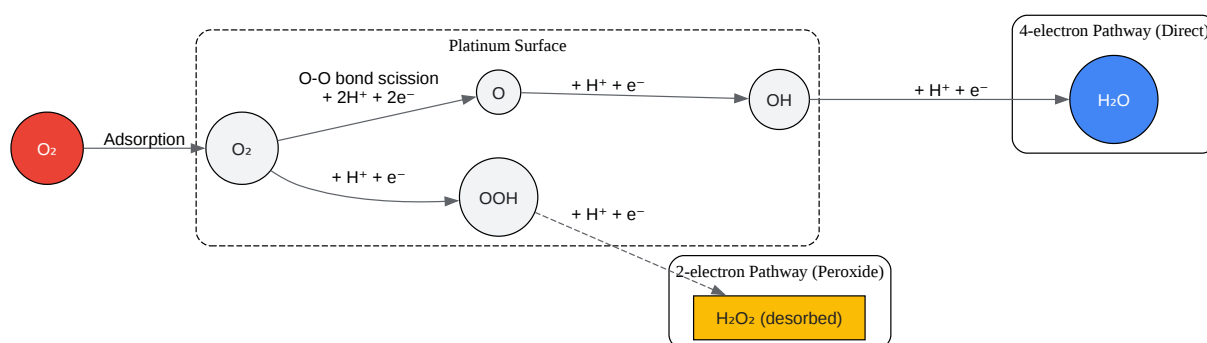 Platinum Surface
4-electron Pathway (Direct)
O-O bond scission
+ 2H⁺ + 2e⁻
O
+ H⁺ + e⁻
OH
+ H⁺ + e⁻
H₂O
O₂
Adsorption
O₂
+ H⁺ + e⁻
OOH
+ H⁺ + e⁻
2-electron Pathway (Peroxide)
H₂O₂ (desorbed)